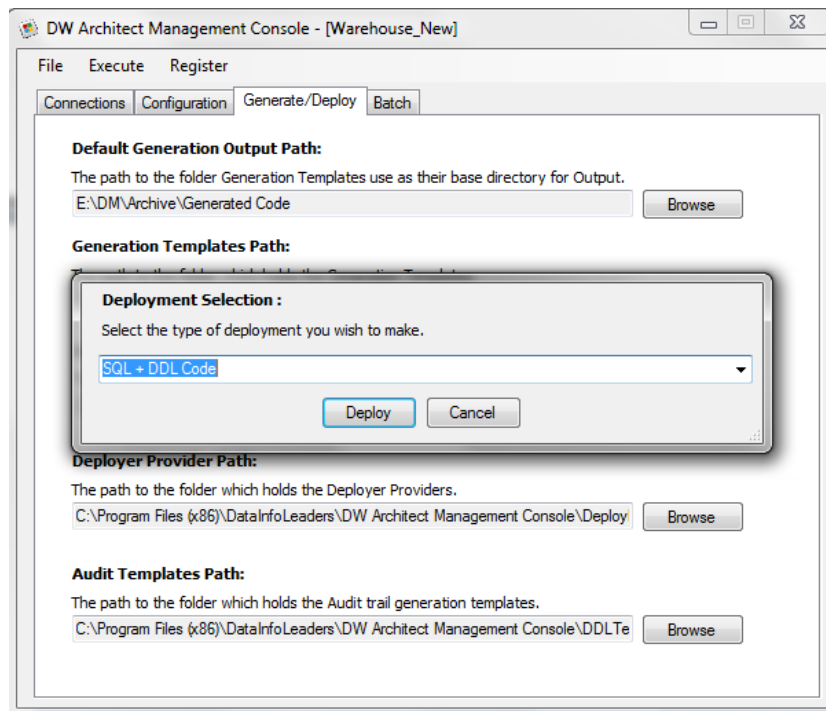 DW Architect Management Console - [Warehouse_New]
File Execute Register
Connections Configuration Generate/Deploy Batch
Default Generation Output Path:
The path to the folder Generation Templates use as their base directory for Output.
E:\DM\Archive\Generated Code Browse
Generation Templates Path:
Deployment Selection :
Select the type of deployment you wish to make.
SQL + DDL Code
Deploy Cancel
Deployer Provider Path:
The path to the folder which holds the Deployer Providers.
C:\Program Files (x86)\DataInfoLeaders\DW Architect Management Console\Deploy Browse
Audit Templates Path:
The path to the folder which holds the Audit trail generation templates.
C:\Program Files (x86)\DataInfoLeaders\DW Architect Management Console\DDLTe Browse